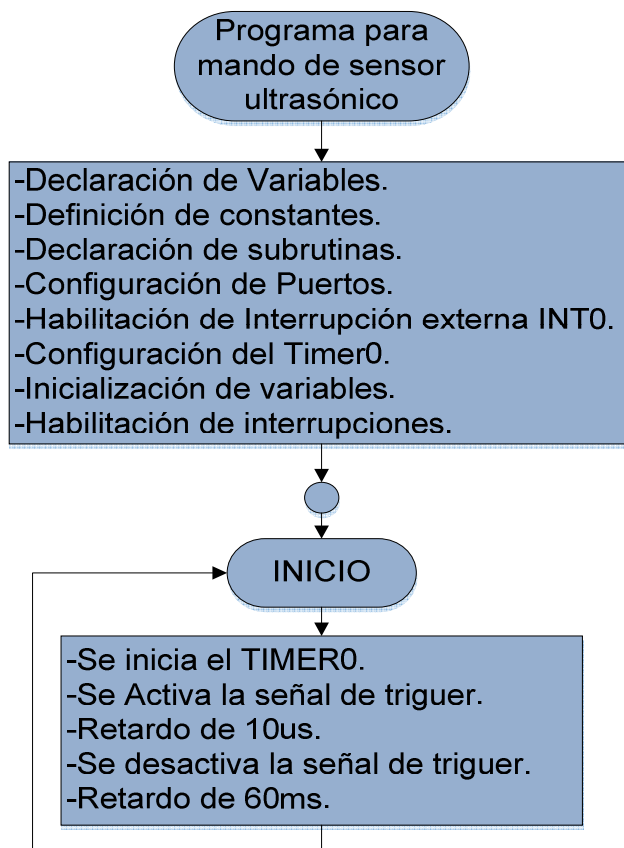 Programa para
mando de sensor
ultrasónico
-Declaración de Variables.
-Definición de constantes.
-Declaración de subrutinas.
-Configuración de Puertos.
-Habilitación de Interrupción externa INT0.
-Configuración del Timer0.
-Inicialización de variables.
-Habilitación de interrupciones.
INICIO
-Se inicia el TIMER0.
-Se Activa la señal de triguer.
-Retardo de 10us.
-Se desactiva la señal de triguer.
-Retardo de 60ms.